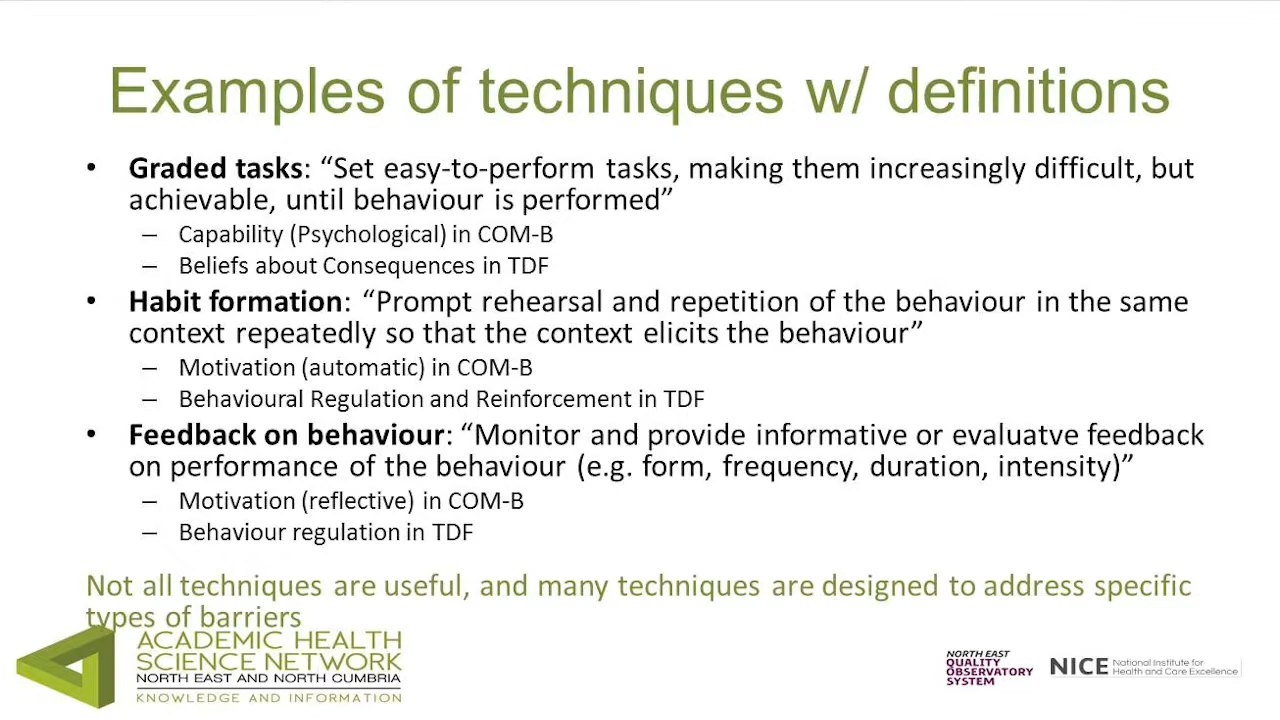 Examples of techniques w/ definitions
• Graded tasks: “Set easy-to-perform tasks, making them increasingly difficult, but
achievable, until behaviour is performed”
– Capability (Psychological) in COM-B
– Beliefs about Consequences in TDF
• Habit formation: “Prompt rehearsal and repetition of the behaviour in the same
context repeatedly so that the context elicits the behaviour”
– Motivation (automatic) in COM-B
– Behavioural Regulation and Reinforcement in TDF
• Feedback on behaviour: “Monitor and provide informative or evaluatve feedback
on performance of the behaviour (e.g. form, frequency, duration, intensity)”
– Motivation (reflective) in COM-B
– Behaviour regulation in TDF
Not all techniques are useful, and many techniques are designed to address specific
types of barriers
ACADEMIC HEALTH
SCIENCE NETWORK
NORTH EAST AND NORTH CUMBRIA
KNOWLEDGE AND INFORMATION
NORTH EAST
QUALITY
OBSERVATORY
SYSTEM
NICE National Institute for
Health and Care Excellence